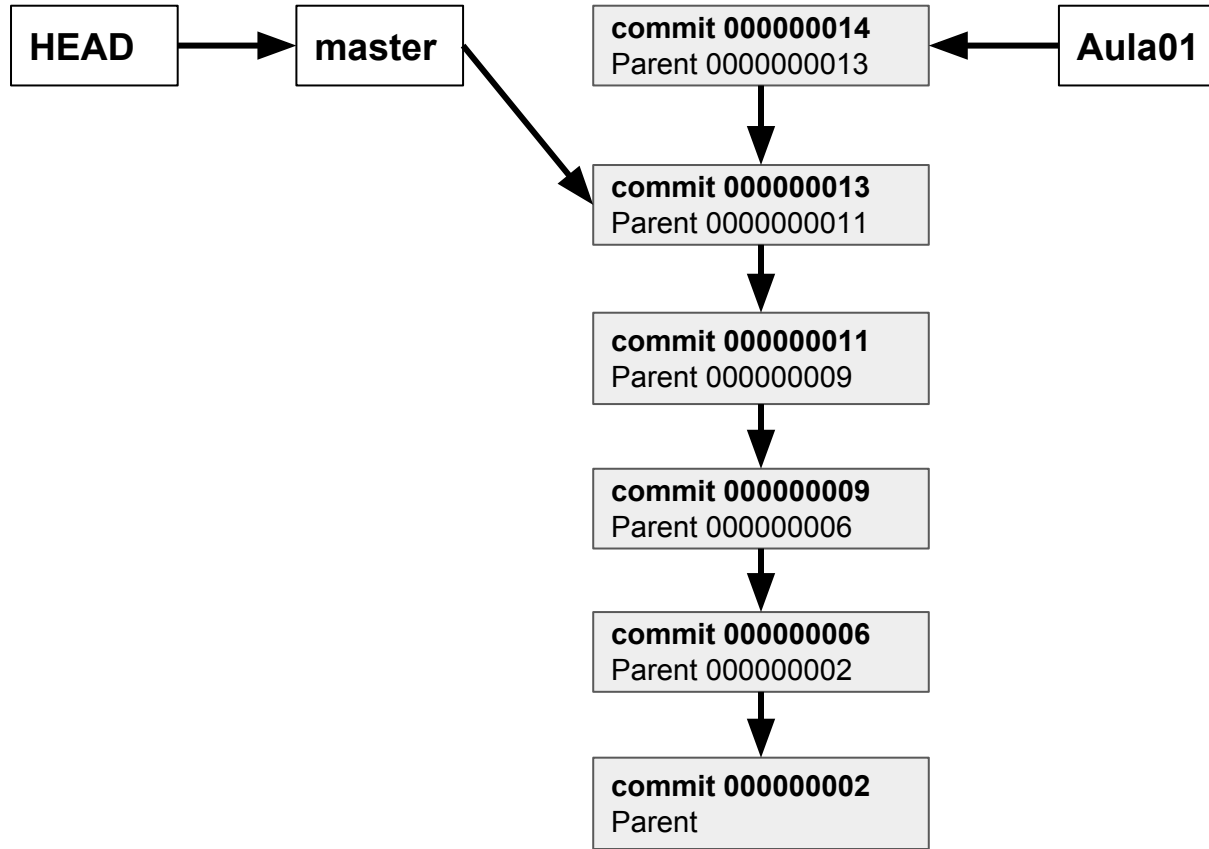 HEAD
master
commit 000000014
Parent 0000000013
Aula01
commit 000000013
Parent 0000000011
commit 000000011
Parent 000000009
commit 000000009
Parent 000000006
commit 000000006
Parent 000000002
commit 000000002
Parent